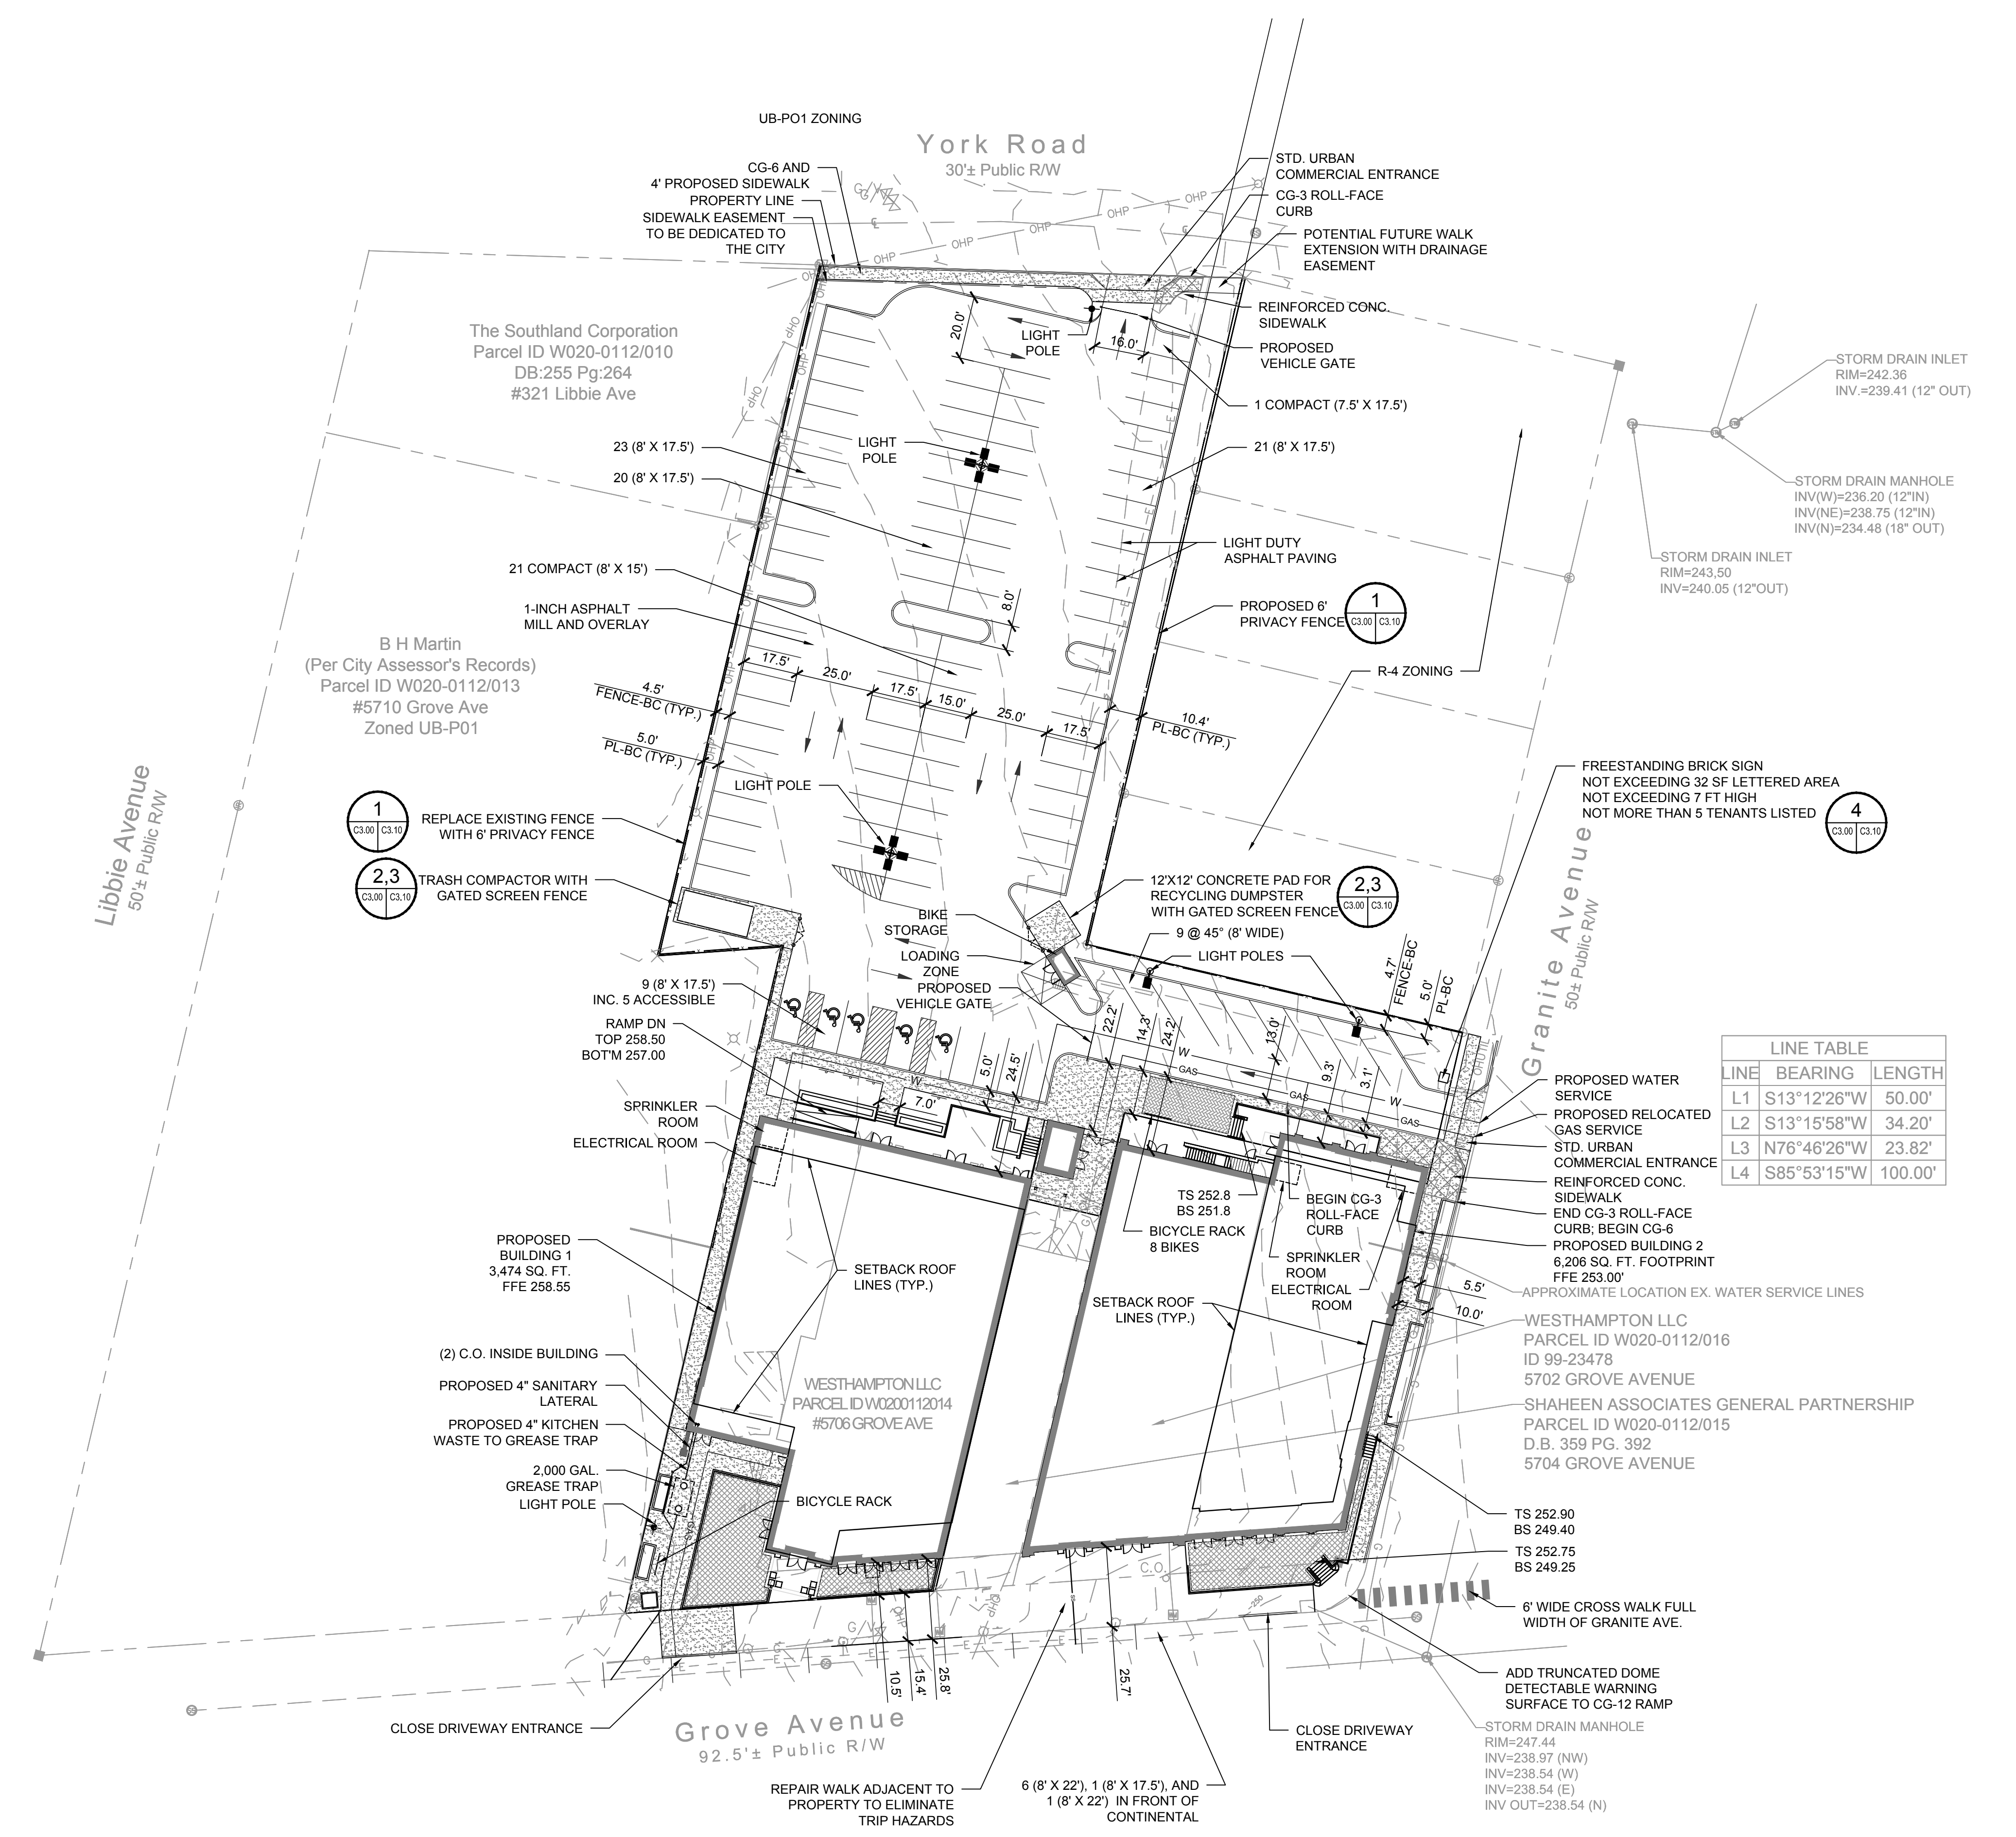 UB-PO1 ZONING
York Road
30'± Public R/W
CG-6 AND
4' PROPOSED SIDEWALK
PROPERTY LINE
SIDEWALK EASEMENT
TO BE DEDICATED TO
THE CITY
STD. URBAN
COMMERCIAL ENTRANCE
CG-3 ROLL-FACE
CURB
POTENTIAL FUTURE WALK
EXTENSION WITH DRAINAGE
EASEMENT
REINFORCED CONC.
SIDEWALK
PROPOSED
VEHICLE GATE
LIGHT
POLE
20.0'
16.0'
OHP
OHP
OHP
OHP
OHP
The Southland Corporation
Parcel ID W020-0112/010
DB:255 Pg:264
#321 Libbie Ave
1 COMPACT (7.5' X 17.5')
LIGHT
POLE
23 (8' X 17.5')
21 (8' X 17.5')
20 (8' X 17.5')
STORM DRAIN INLET
RIM=242.36
INV.=239.41 (12" OUT)
STORM DRAIN MANHOLE
INV(W)=236.20 (12"IN)
INV(NE)=238.75 (12"IN)
INV(N)=234.48 (18" OUT)
STORM DRAIN INLET
RIM=243,50
INV=240.05 (12"OUT)
LIGHT DUTY
ASPHALT PAVING
21 COMPACT (8' X 15')
1-INCH ASPHALT
MILL AND OVERLAY
8.0'
PROPOSED 6'
PRIVACY FENCE
1
C3.00 C3.10
B H Martin
(Per City Assessor's Records)
Parcel ID W020-0112/013
#5710 Grove Ave
Zoned UB-P01
R-4 ZONING
17.5'
25.0'
17.5'
15.0'
25.0'
17.5'
4.5'
FENCE-BC (TYP.)
5.0'
PL-BC (TYP.)
10.4'
PL-BC (TYP.)
FREESTANDING BRICK SIGN
NOT EXCEEDING 32 SF LETTERED AREA
NOT EXCEEDING 7 FT HIGH
NOT MORE THAN 5 TENANTS LISTED
4
C3.00 C3.10
LIGHT POLE
Libbie Avenue
50'± Public R/W
1
C3.00 C3.10
REPLACE EXISTING FENCE
WITH 6' PRIVACY FENCE
2,3
C3.00 C3.10
TRASH COMPACTOR WITH
GATED SCREEN FENCE
12'X12' CONCRETE PAD FOR
RECYCLING DUMPSTER
WITH GATED SCREEN FENCE
2,3
C3.00 C3.10
Granite Avenue
50± Public R/W
BIKE
STORAGE
9 @ 45° (8' WIDE)
LOADING
ZONE
LIGHT POLES
PROPOSED
VEHICLE GATE
4.7'
FENCE-BC
5.0'
PL-BC
9 (8' X 17.5')
INC. 5 ACCESSIBLE
RAMP DN
TOP 258.50
BOT'M 257.00
22.2'
14.3'
24.2'
13.0'
9.3'
3.1'
5.0'
24.5'
7.0'
W
W
W
GAS
GAS
GAS
SPRINKLER
ROOM
ELECTRICAL ROOM
LINE TABLE
LINE BEARING LENGTH
L1 S13°12'26"W 50.00'
L2 S13°15'58"W 34.20'
L3 N76°46'26"W 23.82'
L4 S85°53'15"W 100.00'
PROPOSED WATER
SERVICE
PROPOSED RELOCATED
GAS SERVICE
STD. URBAN
COMMERCIAL ENTRANCE
REINFORCED CONC.
SIDEWALK
END CG-3 ROLL-FACE
CURB; BEGIN CG-6
PROPOSED BUILDING 2
6,206 SQ. FT. FOOTPRINT
FFE 253.00'
APPROXIMATE LOCATION EX. WATER SERVICE LINES
TS 252.8
BS 251.8
BICYCLE RACK
8 BIKES
BEGIN CG-3
ROLL-FACE
CURB
SPRINKLER
ROOM
ELECTRICAL
ROOM
PROPOSED
BUILDING 1
3,474 SQ. FT.
FFE 258.55
SETBACK ROOF
LINES (TYP.)
SETBACK ROOF
LINES (TYP.)
5.5'
10.0'
WESTHAMPTON LLC
PARCEL ID W020-0112/016
ID 99-23478
5702 GROVE AVENUE
SHAHEEN ASSOCIATES GENERAL PARTNERSHIP
PARCEL ID W020-0112/015
D.B. 359 PG. 392
5704 GROVE AVENUE
(2) C.O. INSIDE BUILDING
PROPOSED 4" SANITARY
LATERAL
PROPOSED 4" KITCHEN
WASTE TO GREASE TRAP
2,000 GAL.
GREASE TRAP
LIGHT POLE
WESTHAMPTON LLC
PARCEL ID W0200112014
#5706 GROVE AVE
BICYCLE RACK
TS 252.90
BS 249.40
TS 252.75
BS 249.25
C.O.
6' WIDE CROSS WALK FULL
WIDTH OF GRANITE AVE.
10.5'
15.4'
25.8'
25.7'
ADD TRUNCATED DOME
DETECTABLE WARNING
SURFACE TO CG-12 RAMP
CLOSE DRIVEWAY ENTRANCE
Grove Avenue
92.5'± Public R/W
CLOSE DRIVEWAY
ENTRANCE
STORM DRAIN MANHOLE
RIM=247.44
INV=238.97 (NW)
INV=238.54 (W)
INV=238.54 (E)
INV OUT=238.54 (N)
REPAIR WALK ADJACENT TO
PROPERTY TO ELIMINATE
TRIP HAZARDS
6 (8' X 22'), 1 (8' X 17.5'), AND
1 (8' X 22') IN FRONT OF
CONTINENTAL